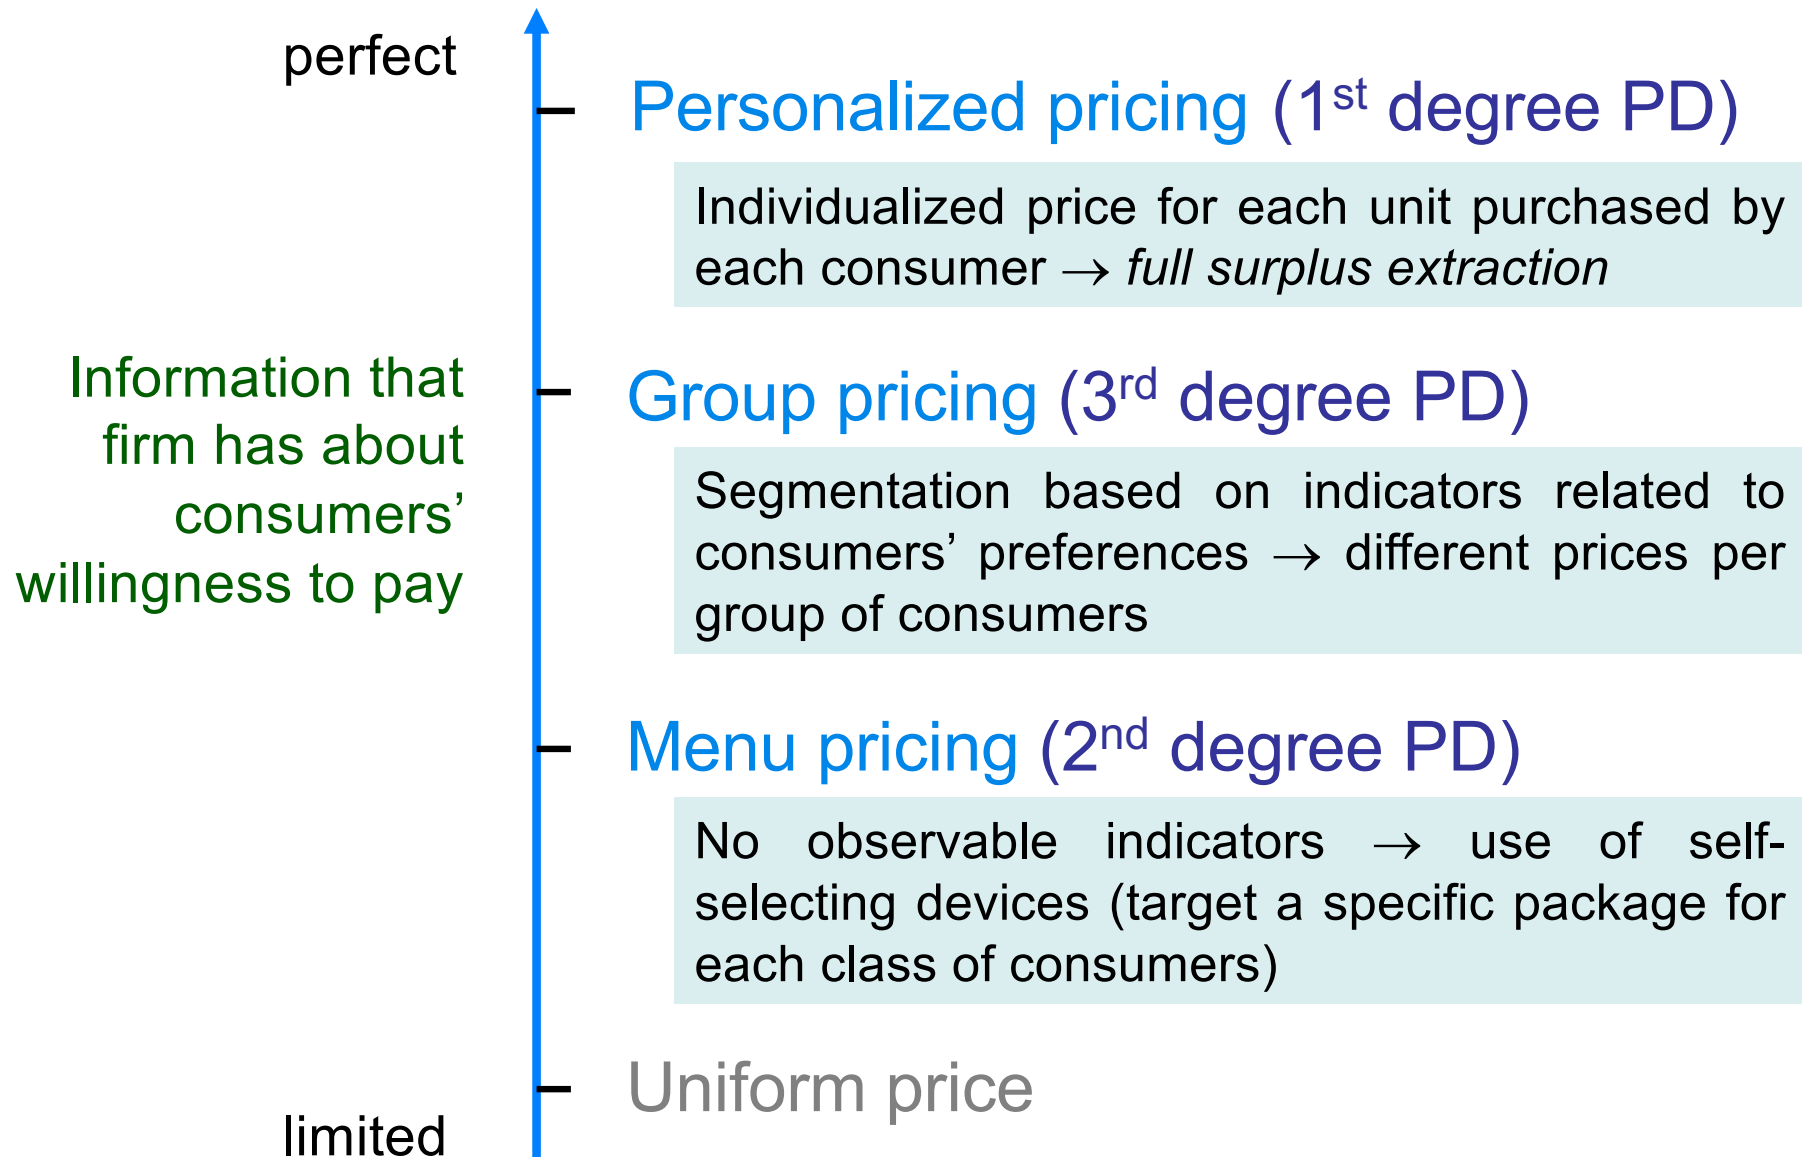 perfect
Personalized pricing (1st degree PD)
Individualized price for each unit purchased by
each consumer → full surplus extraction
Information that
firm has about
consumers’
willingness to pay
Group pricing (3rd degree PD)
Segmentation based on indicators related to
consumers’ preferences → different prices per
group of consumers
Menu pricing (2nd degree PD)
No observable indicators → use of self-
selecting devices (target a specific package for
each class of consumers)
Uniform price
limited